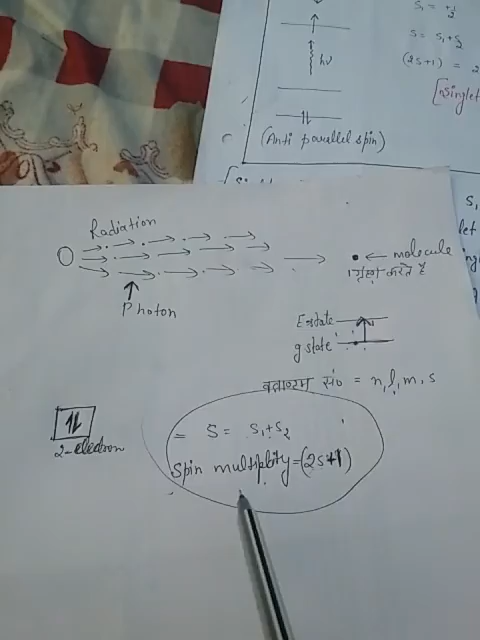 S₁ = +½
S = S₁+S₂
hν
(2S+1) =
[Singlet
(Anti parallel spin)
Radiation
molecule
ग्रहण करते है
Photon
E state
g state
क्वाण्टम सं० = n, l, m, s
= S = S₁+S₂
2-electron
Spin multiplity=(2S+1)